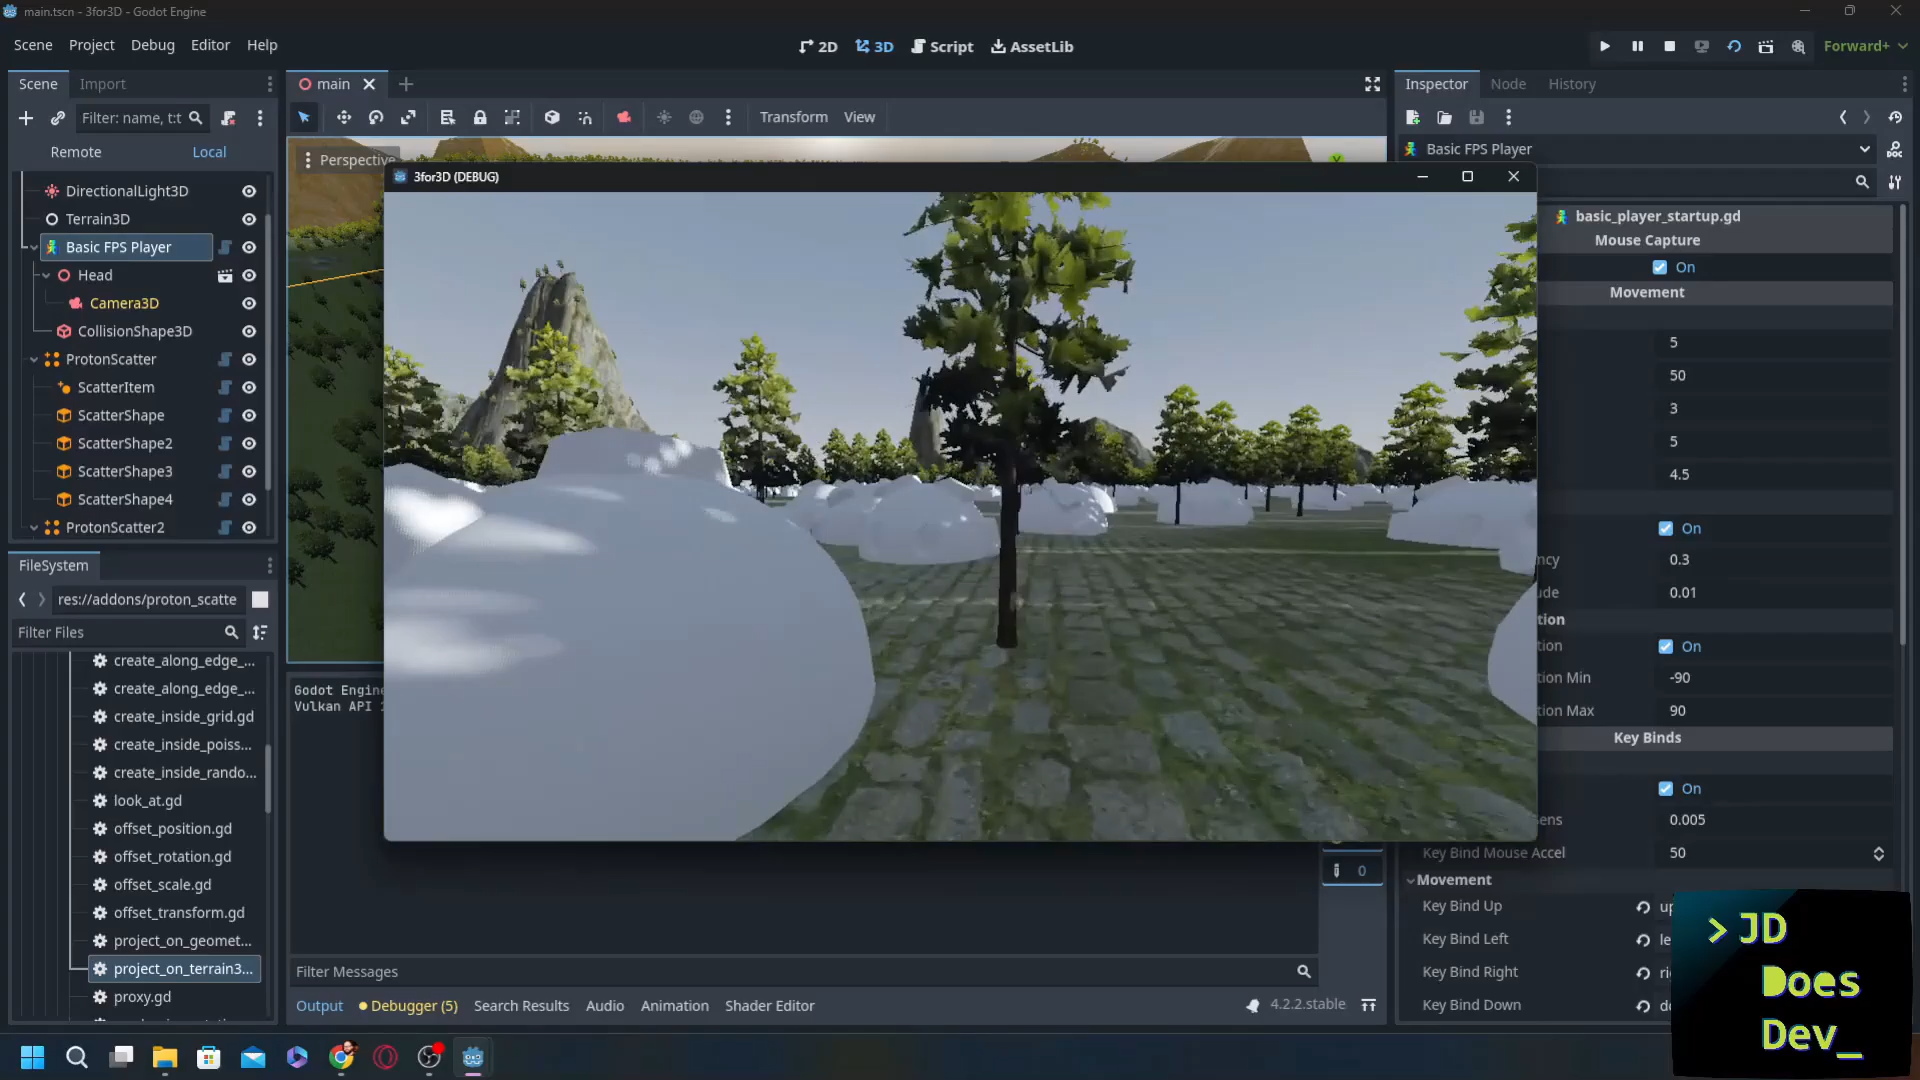 main.tscn - 3for3D - Godot Engine
Scene Project Debug Editor Help
2D 3D Script AssetLib
Forward+
Scene Import
main
Inspector Node History
Filter: name, t:t
Transform View
Remote Local
Perspective
Basic FPS Player
3for3D (DEBUG)
DirectionalLight3D
Terrain3D
Basic FPS Player
Head
Camera3D
CollisionShape3D
ProtonScatter
ScatterItem
ScatterShape
ScatterShape2
ScatterShape3
ScatterShape4
ProtonScatter2
basic_player_startup.gd
Mouse Capture
On
Movement
5
50
3
5
4.5
On
ncy 0.3
ude 0.01
tion
tion On
tion Min -90
tion Max 90
Key Binds
On
ens 0.005
Key Bind Mouse Accel 50
Movement
Key Bind Up up
Key Bind Left le
Key Bind Right ri
Key Bind Down
FileSystem
res://addons/proton_scatte
Filter Files
create_along_edge_...
create_along_edge_...
create_inside_grid.gd
create_inside_poiss...
create_inside_rando...
look_at.gd
offset_position.gd
offset_rotation.gd
offset_scale.gd
offset_transform.gd
project_on_geomet...
project_on_terrain3...
proxy.gd
Godot Engine
Vulkan API
0
Filter Messages
Output Debugger (5) Search Results Audio Animation Shader Editor
4.2.2.stable
> JD
Does
Dev_